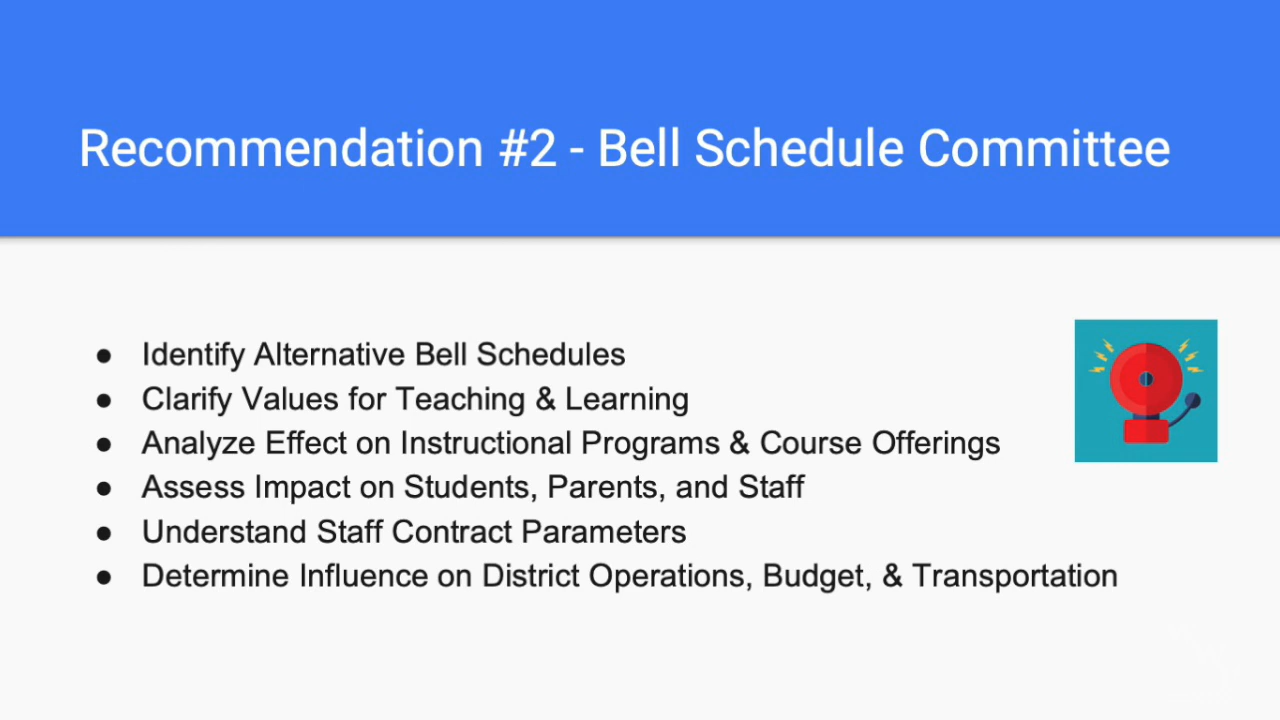 Recommendation #2 - Bell Schedule Committee
● Identify Alternative Bell Schedules
● Clarify Values for Teaching & Learning
● Analyze Effect on Instructional Programs & Course Offerings
● Assess Impact on Students, Parents, and Staff
● Understand Staff Contract Parameters
● Determine Influence on District Operations, Budget, & Transportation